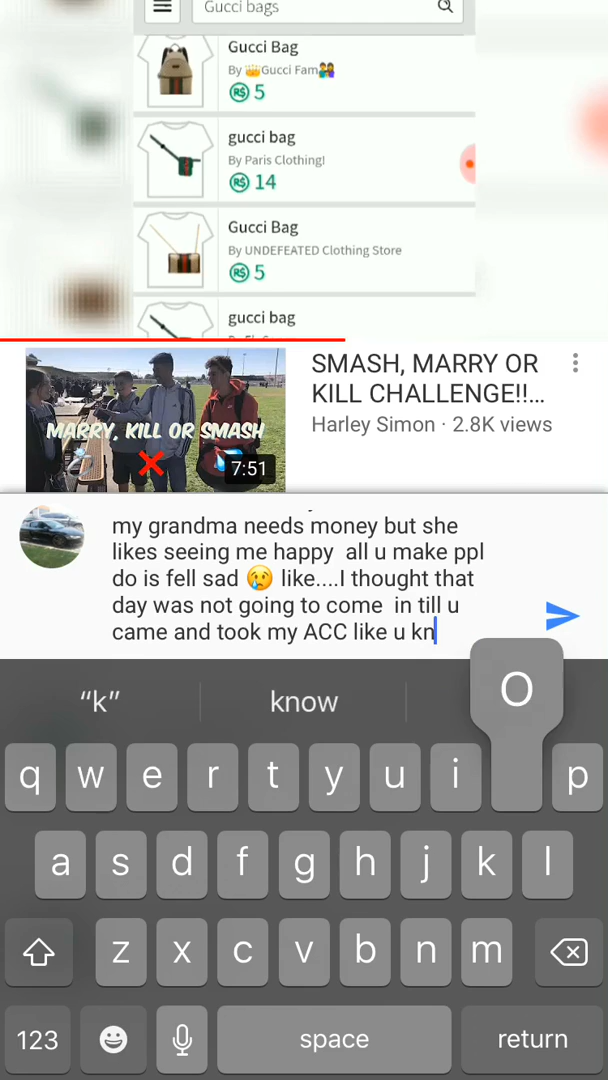 Gucci bags
Gucci Bag
By 👑Gucci Fam👫
R$ 5
gucci bag
By Paris Clothing!
R$ 14
Gucci Bag
By UNDEFEATED Clothing Store
R$ 5
gucci bag
MARRY, KILL OR SMASH
7:51
SMASH, MARRY OR
KILL CHALLENGE!!...
Harley Simon · 2.8K views
my grandma needs money but she
likes seeing me happy  all u make ppl
do is fell sad 😢 like....I thought that
day was not going to come  in till u
came and took my ACC like u kn
“k”
know
O
q w e r t y u i p
a s d f g h j k l
z x c v b n m
123
space
return